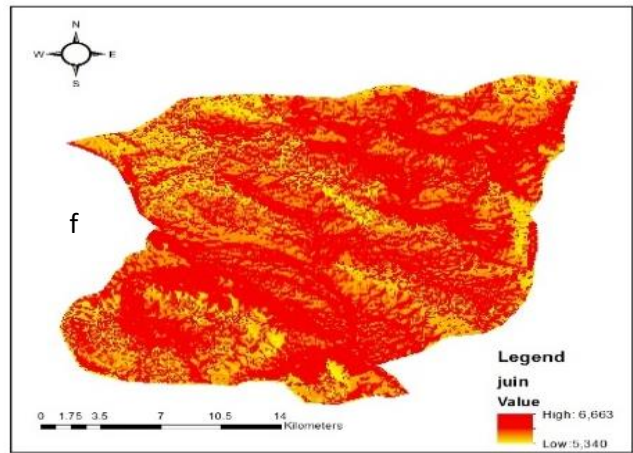 N
W E
S
f
Legend
juin
Value
High: 6,663
Low:5,340
0 1.75 3.5 7 10.5 14
Kilometers